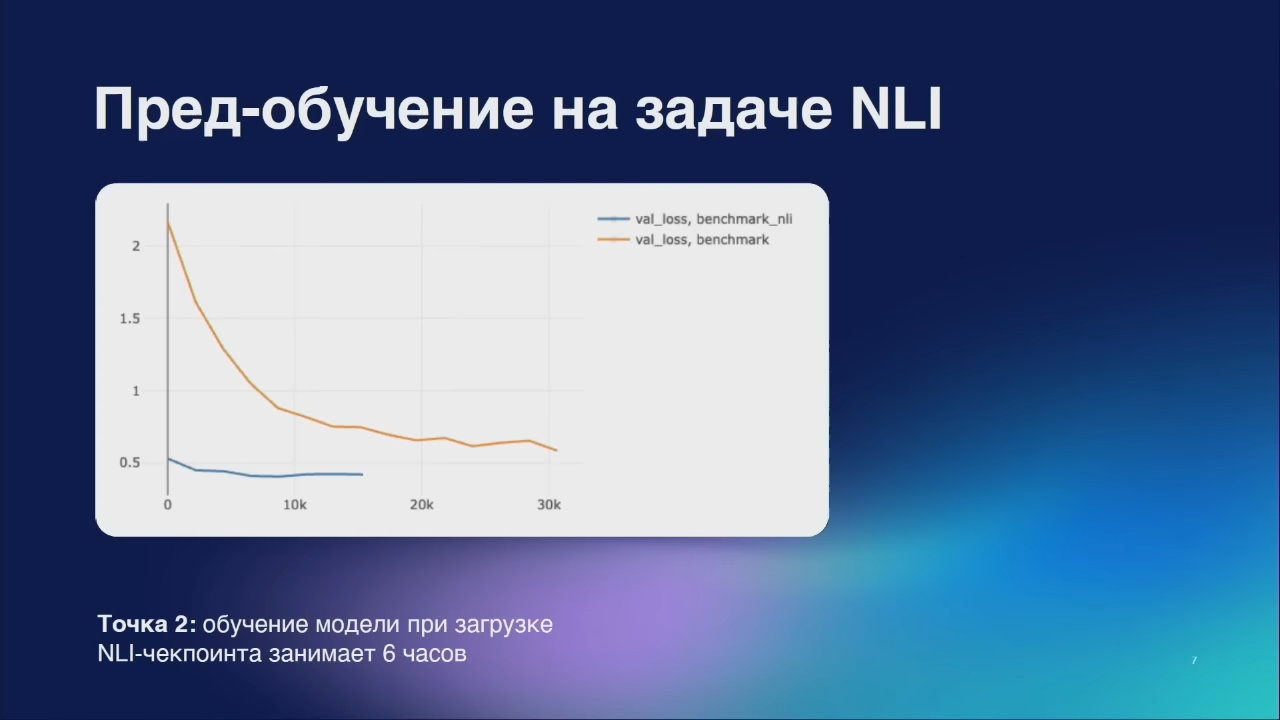 Пред-обучение на задаче NLI
val_loss, benchmark_nli
val_loss, benchmark
2
1.5
1
0.5
0 10k 20k 30k
Точка 2: обучение модели при загрузке
NLI-чекпоинта занимает 6 часов
7